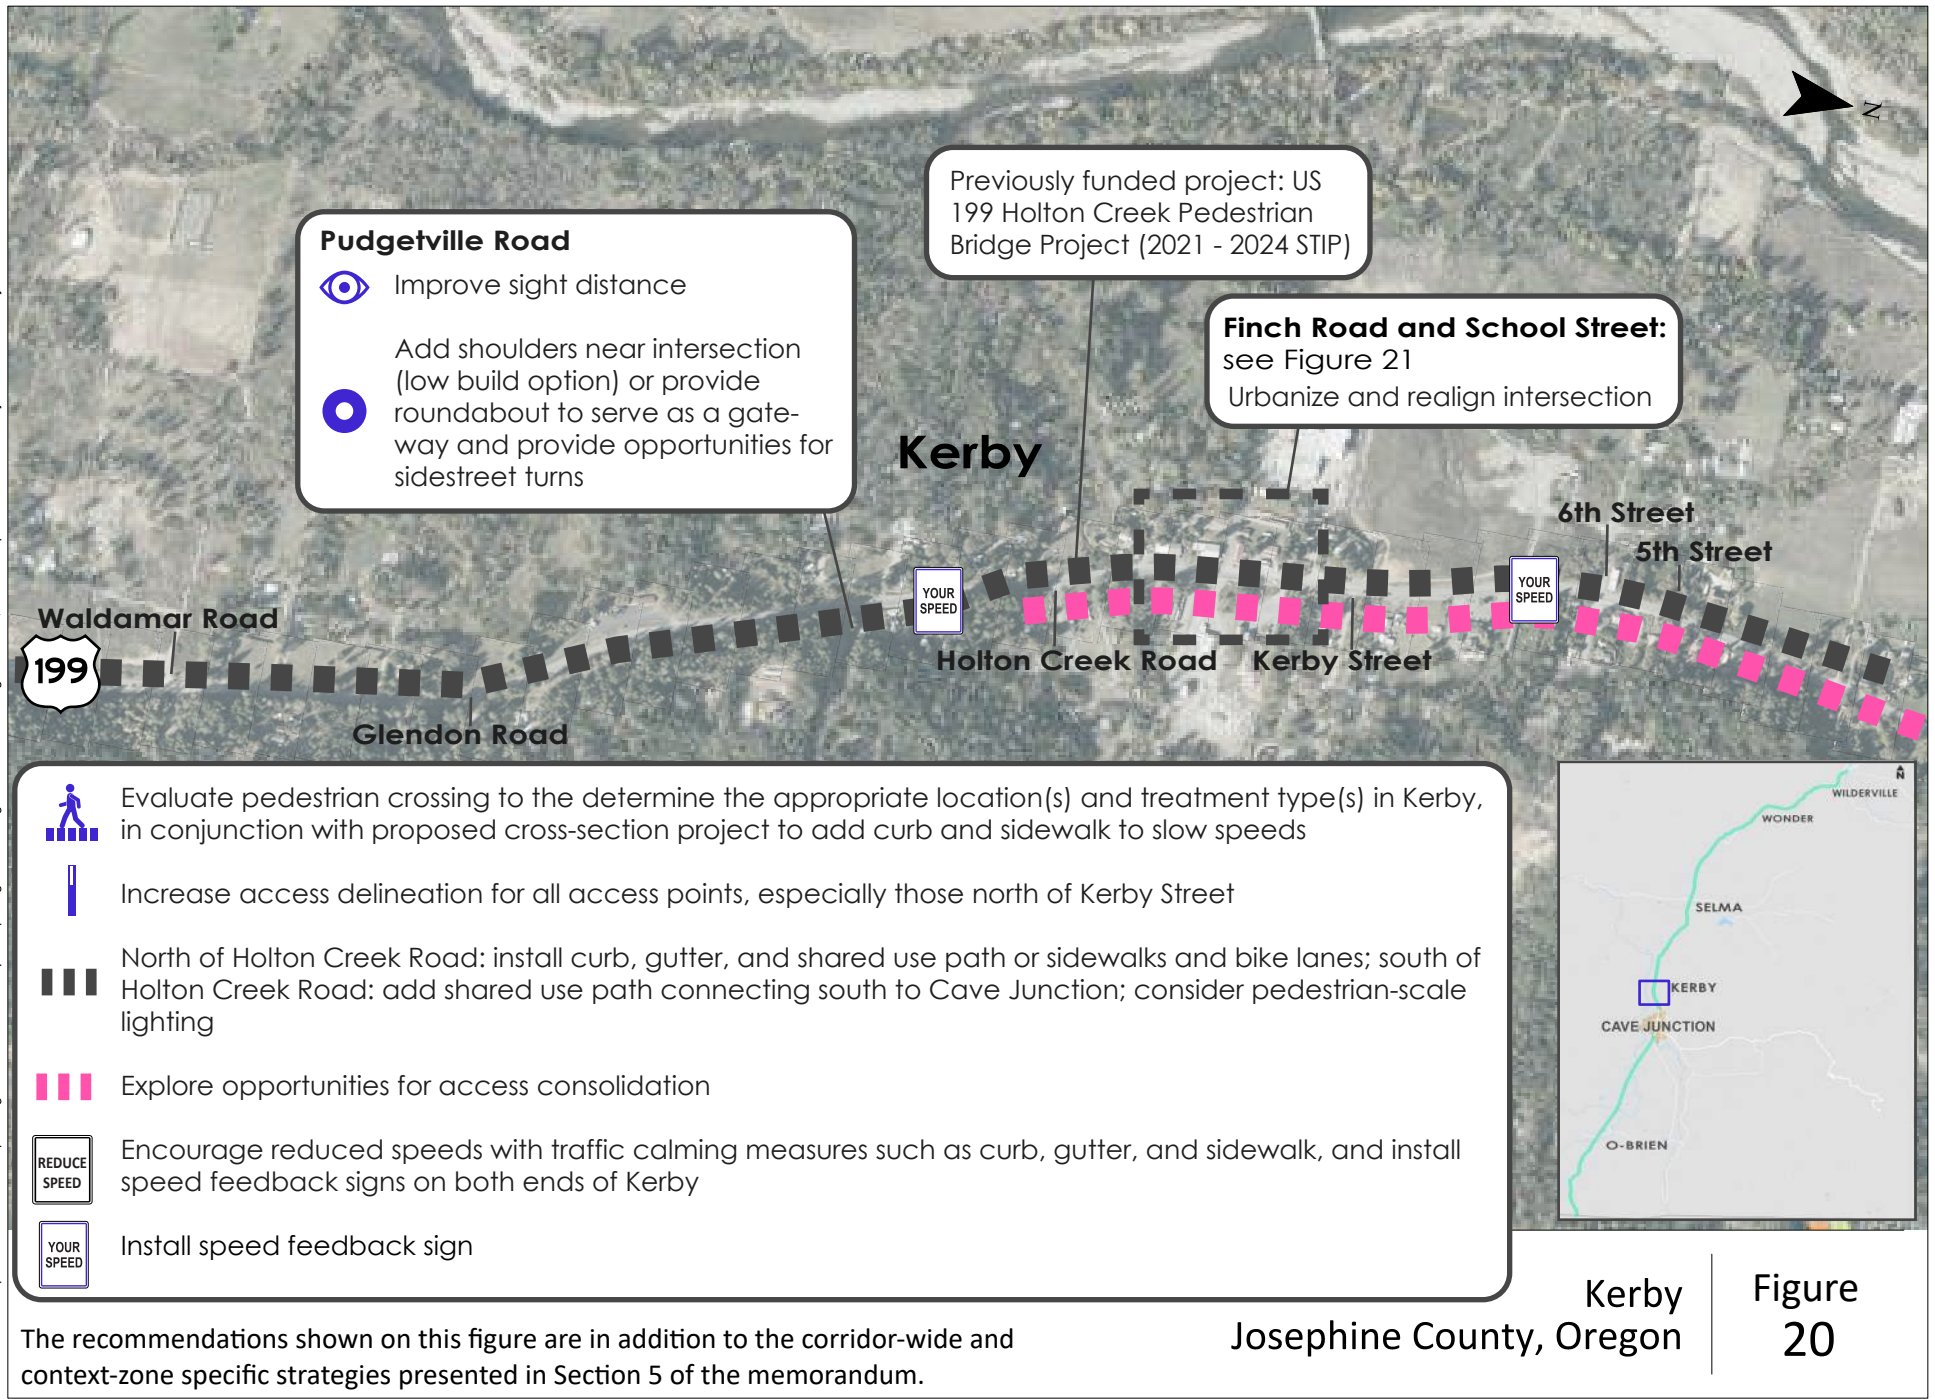 N
Previously funded project: US
199 Holton Creek Pedestrian
Bridge Project (2021 - 2024 STIP)
Pudgetville Road
Improve sight distance
Add shoulders near intersection
(low build option) or provide
roundabout to serve as a gate-
way and provide opportunities for
sidestreet turns
Finch Road and School Street:
see Figure 21
Urbanize and realign intersection
Kerby
6th Street
5th Street
YOUR
SPEED
YOUR
SPEED
Waldamar Road
199
Holton Creek Road
Kerby Street
Glendon Road
Evaluate pedestrian crossing to the determine the appropriate location(s) and treatment type(s) in Kerby,
in conjunction with proposed cross-section project to add curb and sidewalk to slow speeds
Increase access delineation for all access points, especially those north of Kerby Street
North of Holton Creek Road: install curb, gutter, and shared use path or sidewalks and bike lanes; south of
Holton Creek Road: add shared use path connecting south to Cave Junction; consider pedestrian-scale
lighting
Explore opportunities for access consolidation
REDUCE
SPEED
Encourage reduced speeds with traffic calming measures such as curb, gutter, and sidewalk, and install
speed feedback signs on both ends of Kerby
YOUR
SPEED
Install speed feedback sign
N
WILDERVILLE
WONDER
SELMA
KERBY
CAVE JUNCTION
O-BRIEN
Kerby
Josephine County, Oregon
Figure
20
The recommendations shown on this figure are in addition to the corridor-wide and
context-zone specific strategies presented in Section 5 of the memorandum.